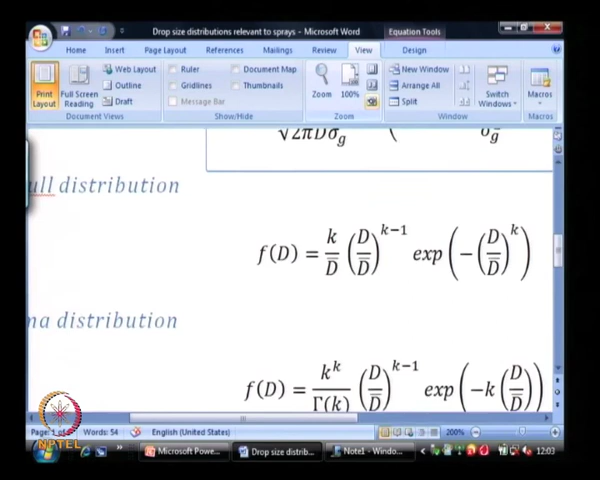 Drop size distributions relevant to sprays - Microsoft Word
Equation Tools
Home Insert Page Layout References Mailings Review View Design
Print Layout
Full Screen Reading
Web Layout
Outline
Draft
Document Views
Ruler
Gridlines
Message Bar
Document Map
Thumbnails
Show/Hide
Zoom
100%
Zoom
New Window
Arrange All
Split
Switch Windows
Window
Macros
Macros
√2πDσ_g
σ_g
ull distribution
f(D) = k/D̅ (D/D̅)^{k−1} exp(−(D/D̅)^k)
ma distribution
f(D) = k^k/Γ(k) (D/D̅)^{k−1} exp(−k(D/D̅))
NPTEL
Words: 54
English (United States)
200%
Microsoft Powe...
Drop size distrib...
Note1 - Windo...
12:03